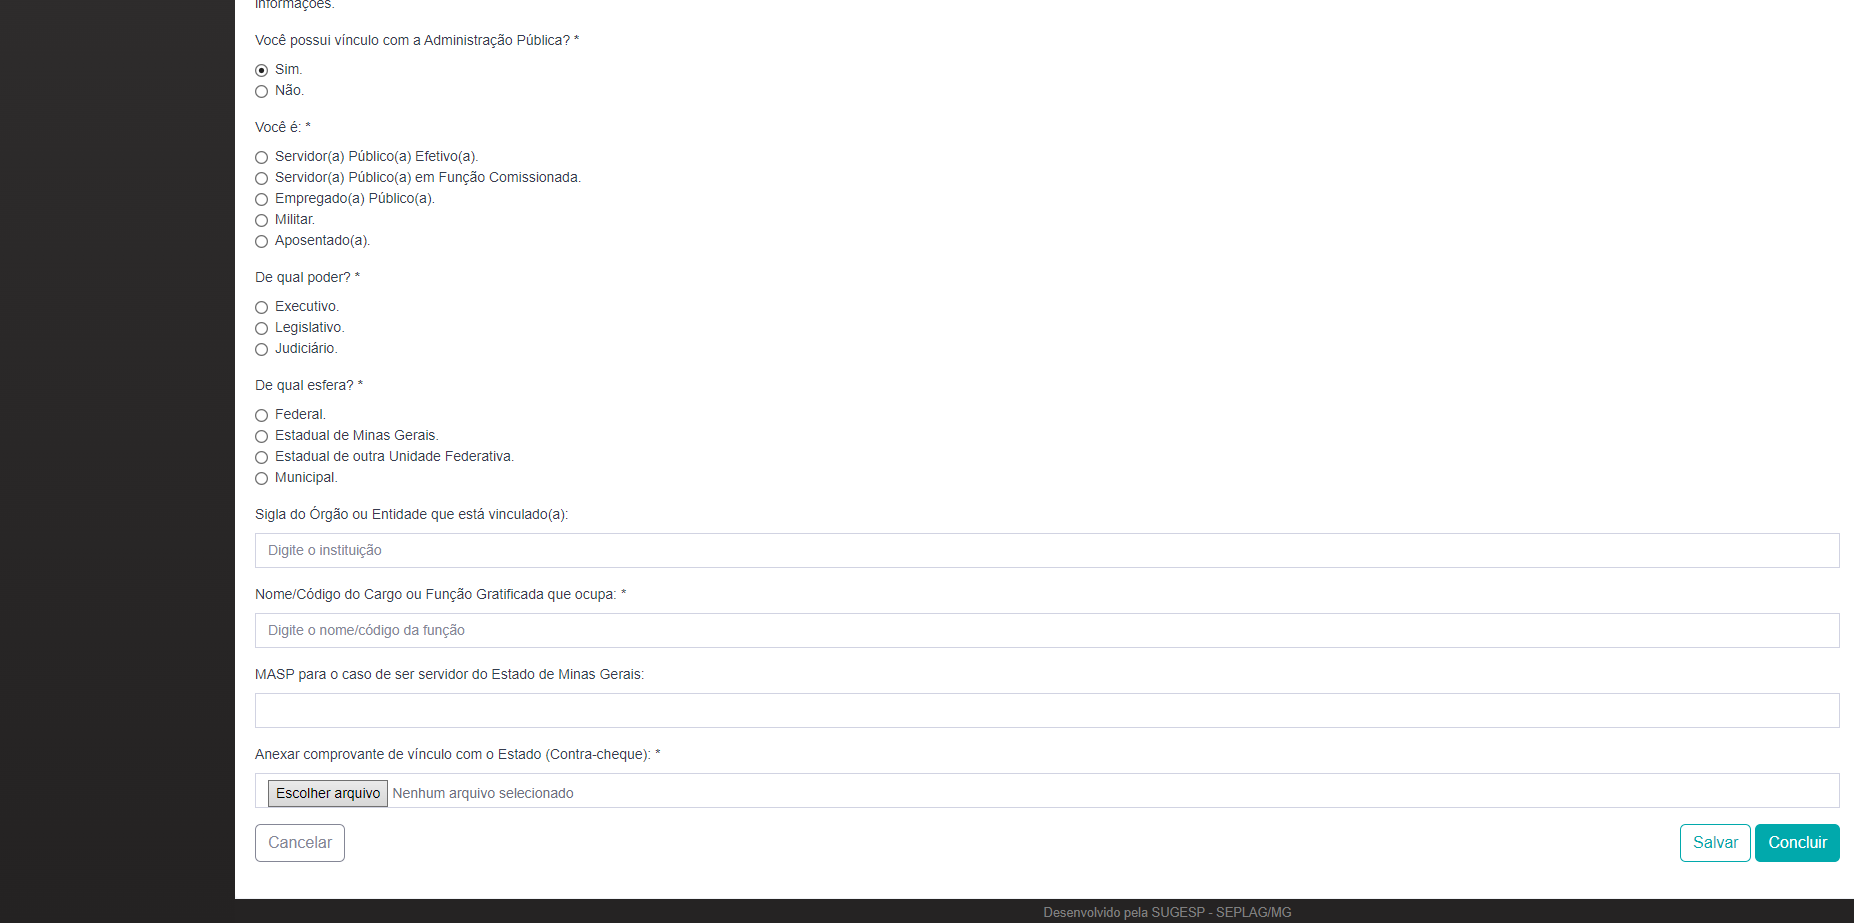 informações.
Você possui vínculo com a Administração Pública? *
Sim.
Não.
Você é: *
Servidor(a) Público(a) Efetivo(a).
Servidor(a) Público(a) em Função Comissionada.
Empregado(a) Público(a).
Militar.
Aposentado(a).
De qual poder? *
Executivo.
Legislativo.
Judiciário.
De qual esfera? *
Federal.
Estadual de Minas Gerais.
Estadual de outra Unidade Federativa.
Municipal.
Sigla do Órgão ou Entidade que está vinculado(a):
Digite o instituição
Nome/Código do Cargo ou Função Gratificada que ocupa: *
Digite o nome/código da função
MASP para o caso de ser servidor do Estado de Minas Gerais:
Anexar comprovante de vínculo com o Estado (Contra-cheque): *
Escolher arquivo Nenhum arquivo selecionado
Cancelar Salvar Concluir
Desenvolvido pela SUGESP - SEPLAG/MG